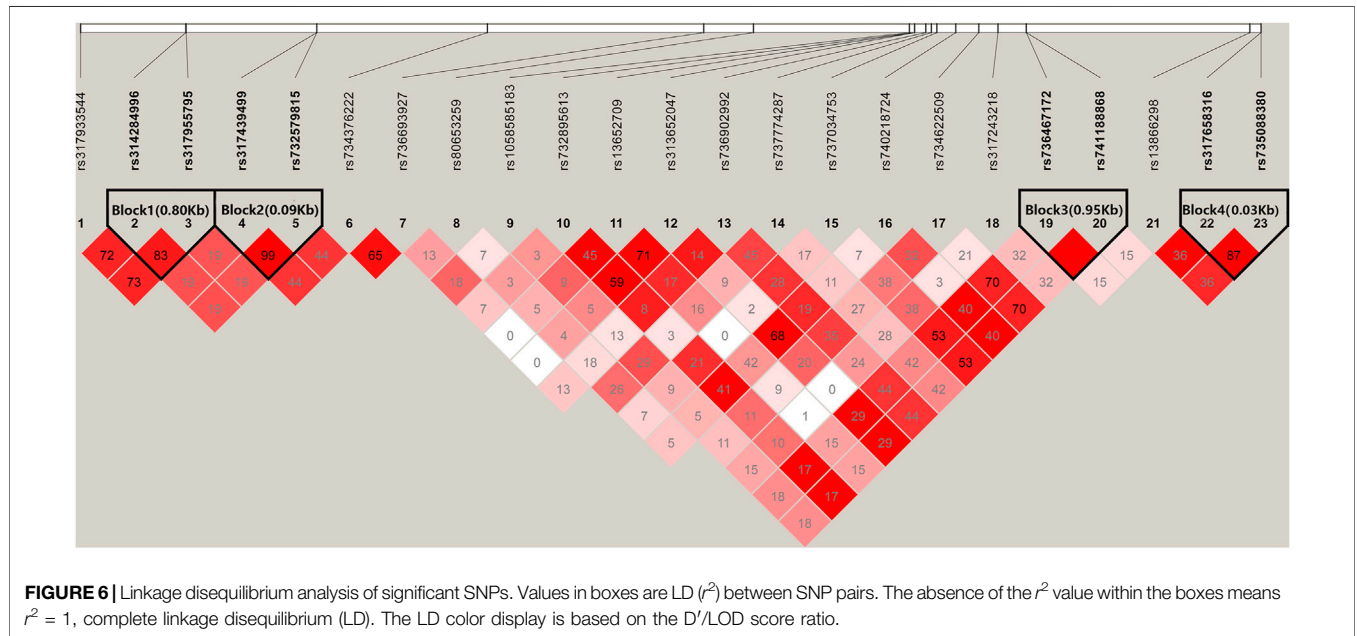 rs317933544
rs314284996
rs317955795
rs317439499
rs732579815
rs734376222
rs736693927
rs80653259
rs1058585183
rs732895613
rs13652709
rs313652047
rs736902992
rs737774287
rs737034753
rs740218724
rs734622509
rs317243218
rs736467172
rs741188868
rs13866298
rs317658316
rs735088380
Block1(0.80Kb) Block2(0.09Kb) Block3(0.95Kb) Block4(0.03Kb)
1 2 3 4 5 6 7 8 9 10 11 12 13 14 15 16 17 18 19 20 21 22 23
72 83 19 99 44 65 13 7 3 45 71 14 17 7 21 32 15 36 87
73 19 19 44 18 3 9 59 17 9 28 11 38 3 70 32 15 36
19 7 5 5 8 16 2 19 27 38 40 70
0 4 13 3 0 68 28 53 40
0 18 21 42 20 24 42 53
13 26 9 41 9 0 44 42
7 5 11 1 29 44
5 11 10 15 29
15 17 15
18 17
18
FIGURE 6 | Linkage disequilibrium analysis of significant SNPs. Values in boxes are LD (r²) between SNP pairs. The absence of the r² value within the boxes means
r² = 1, complete linkage disequilibrium (LD). The LD color display is based on the D′/LOD score ratio.